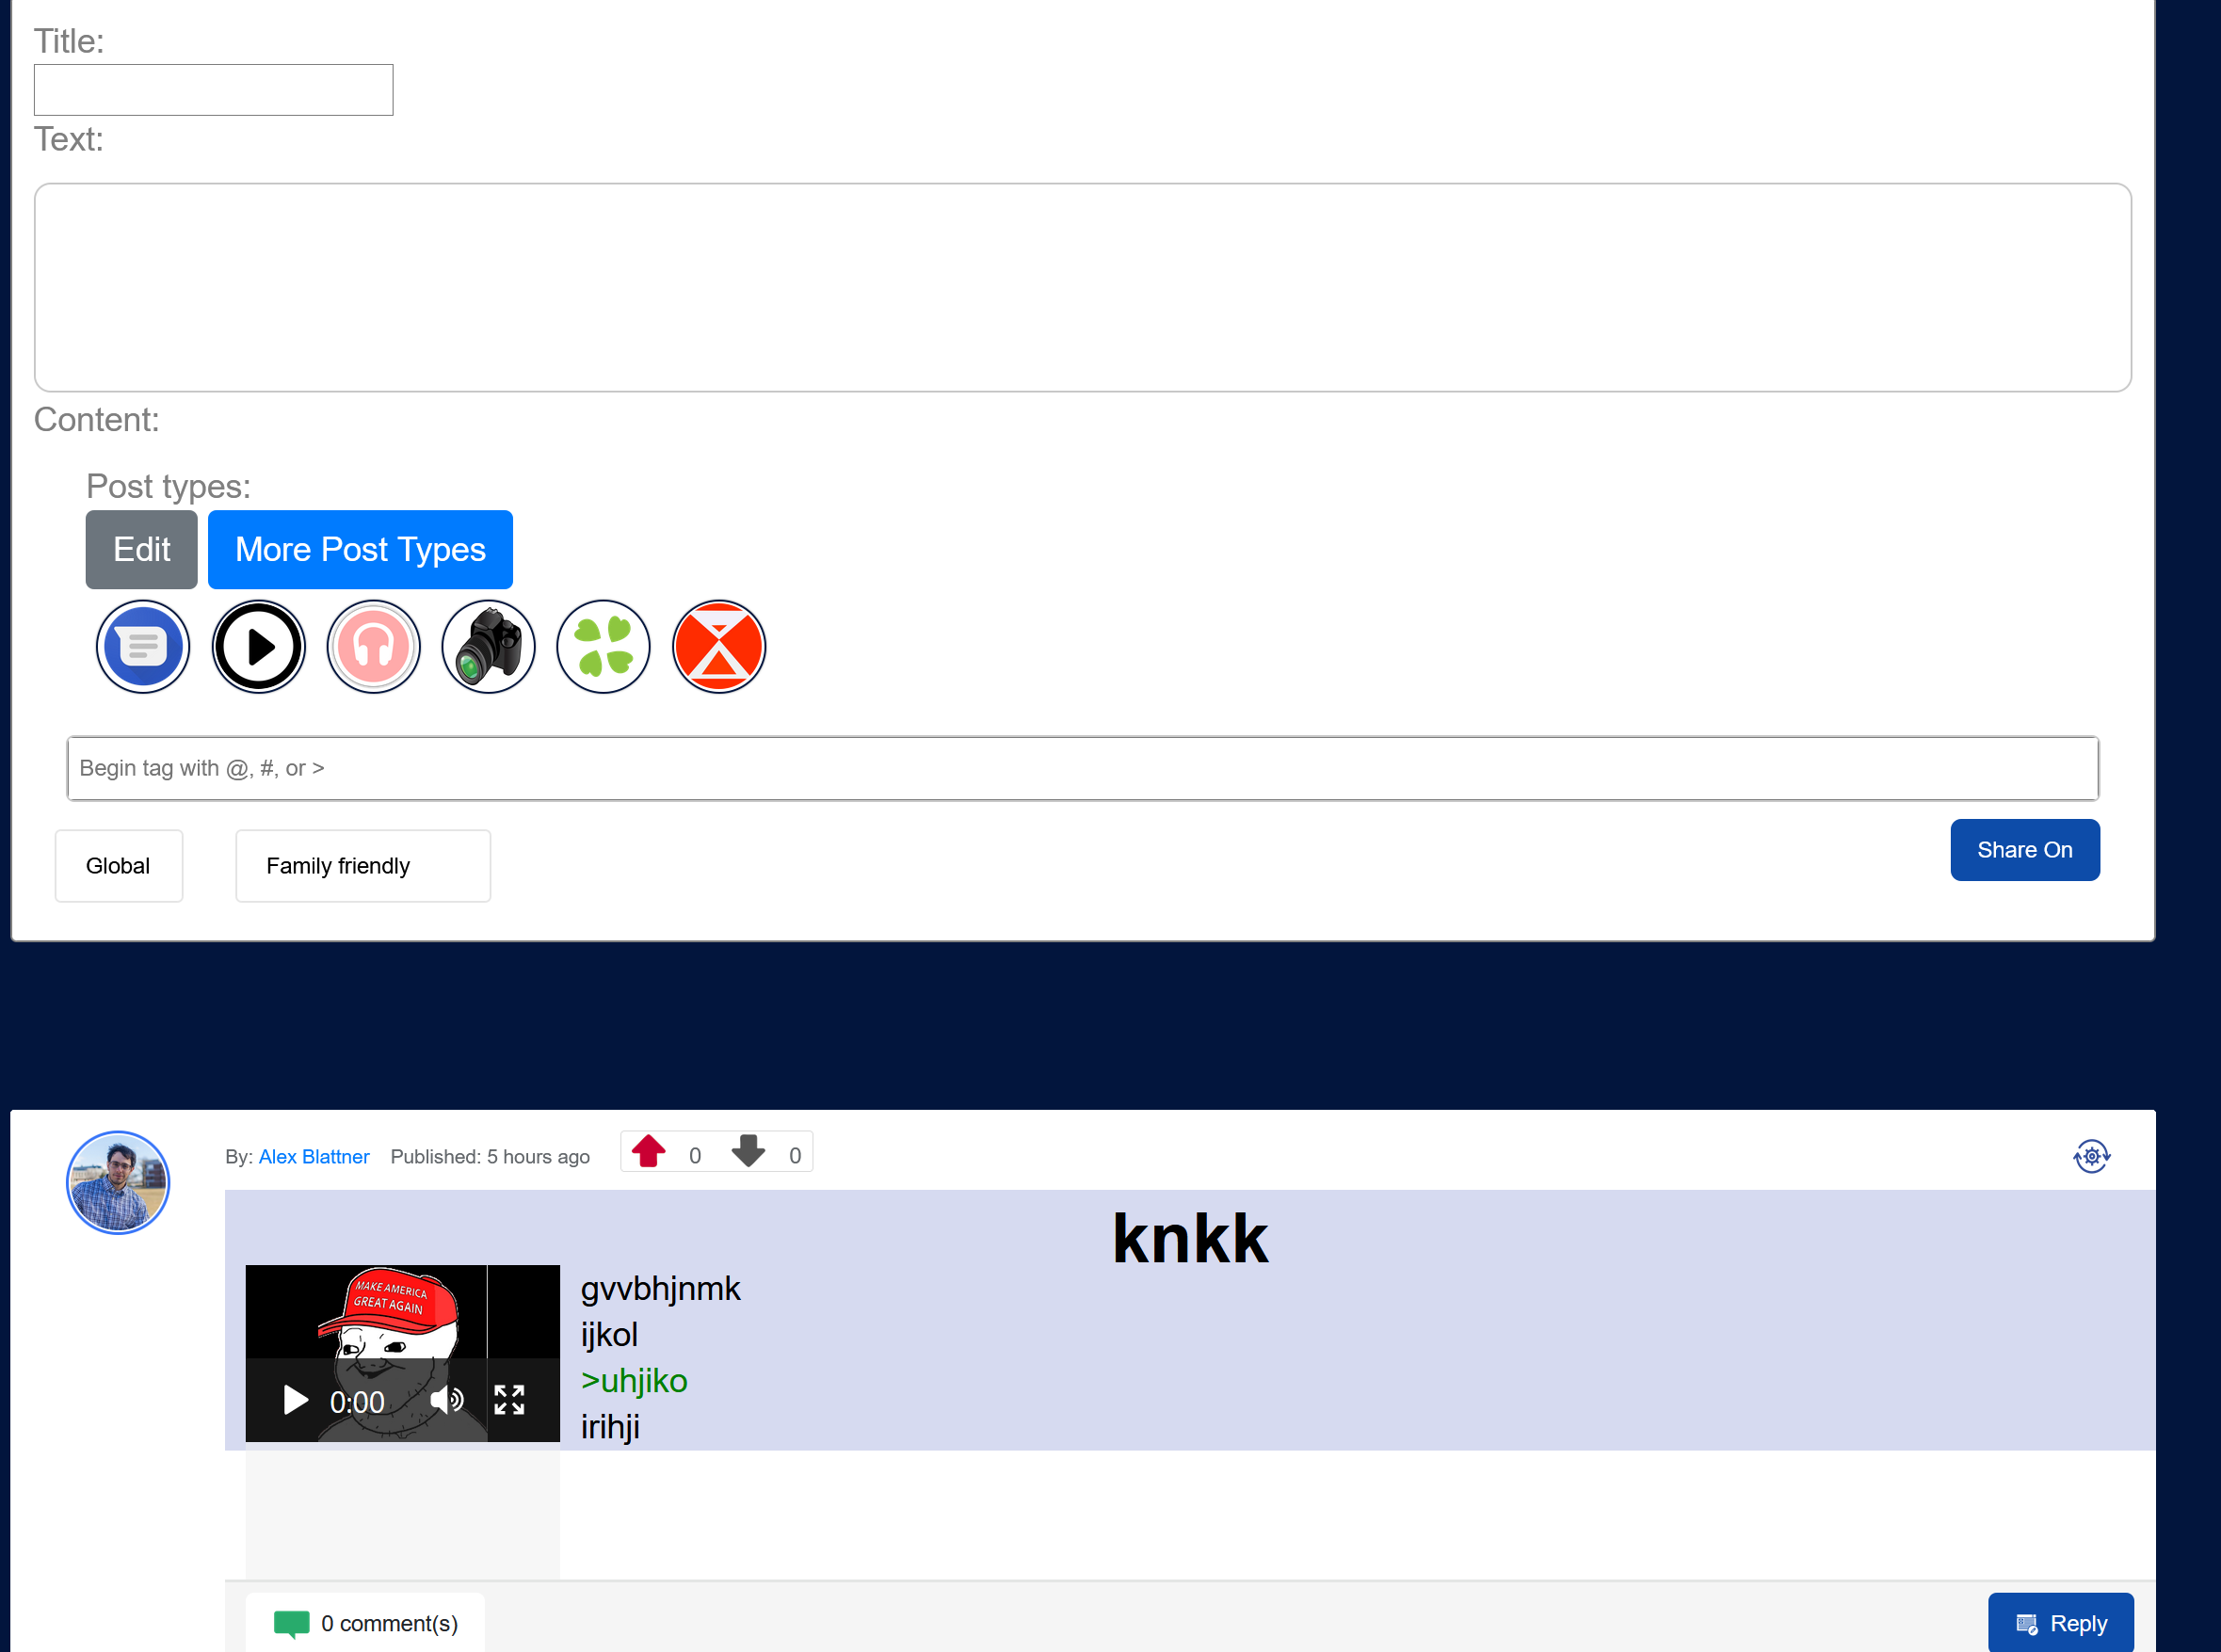 Title:
Text:
Content:
Post types:
Edit
More Post Types
Begin tag with @, #, or >
Global
Family friendly
Share On
By: Alex Blattner Published: 5 hours ago 0 0
knkk
MAKE AMERICA
GREAT AGAIN
0:00
gvvbhjnmk
ijkol
>uhjiko
irihji
0 comment(s)
Reply